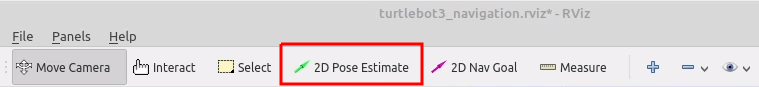 turtlebot3_navigation.rviz* - RViz
File Panels Help
Move Camera Interact Select 2D Pose Estimate 2D Nav Goal Measure